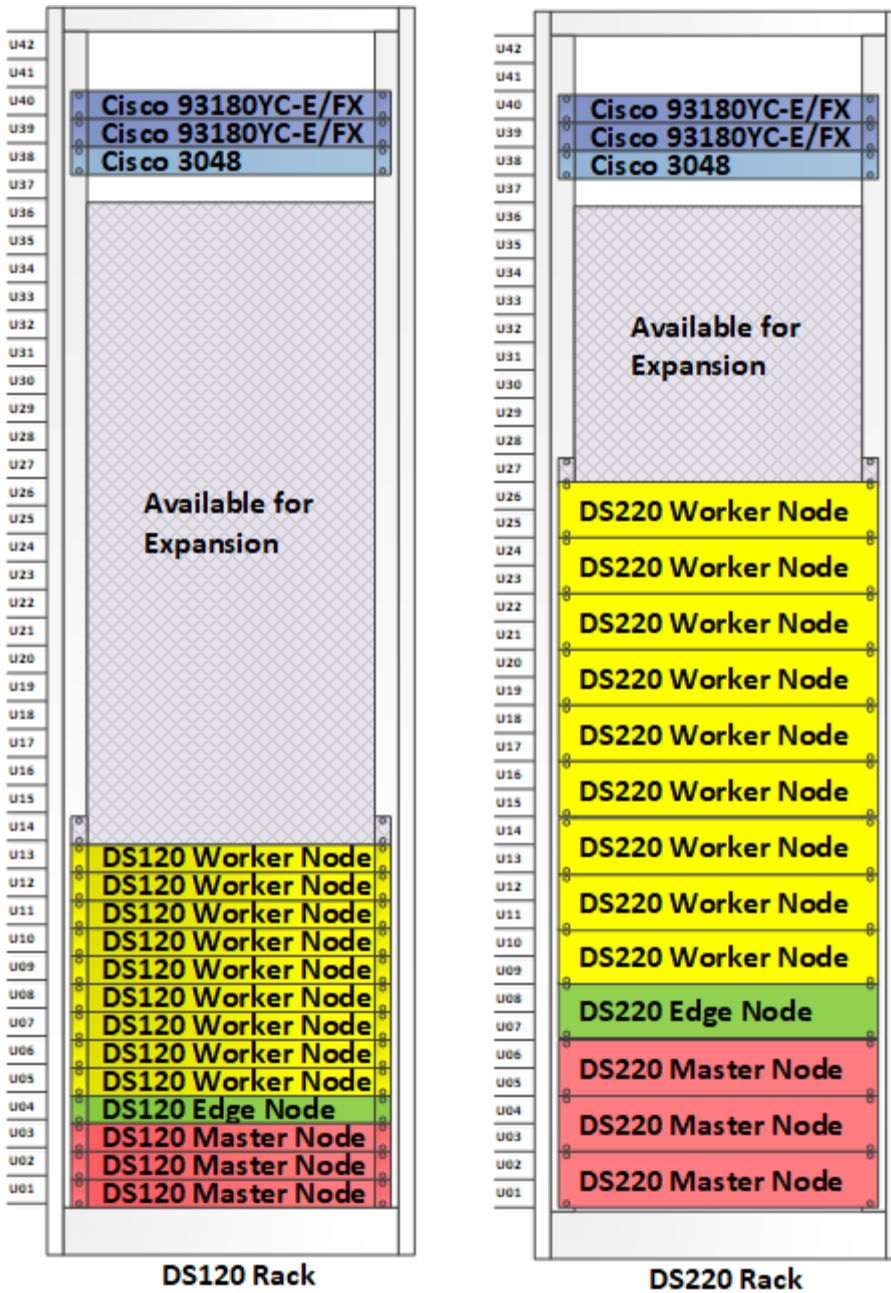 U42
U41
U40
U39
U38
U37
U36
U35
U34
U33
U32
U31
U30
U29
U28
U27
U26
U25
U24
U23
U22
U21
U20
U19
U18
U17
U16
U15
U14
U13
U12
U11
U10
U09
U08
U07
U06
U05
U04
U03
U02
U01
Cisco 93180YC-E/FX
Cisco 93180YC-E/FX
Cisco 3048
Available for
Expansion
DS120 Worker Node
DS120 Worker Node
DS120 Worker Node
DS120 Worker Node
DS120 Worker Node
DS120 Worker Node
DS120 Worker Node
DS120 Worker Node
DS120 Worker Node
DS120 Edge Node
DS120 Master Node
DS120 Master Node
DS120 Master Node
DS120 Rack
U42
U41
U40
U39
U38
U37
U36
U35
U34
U33
U32
U31
U30
U29
U28
U27
U26
U25
U24
U23
U22
U21
U20
U19
U18
U17
U16
U15
U14
U13
U12
U11
U10
U09
U08
U07
U06
U05
U04
U03
U02
U01
Cisco 93180YC-E/FX
Cisco 93180YC-E/FX
Cisco 3048
Available for
Expansion
DS220 Worker Node
DS220 Worker Node
DS220 Worker Node
DS220 Worker Node
DS220 Worker Node
DS220 Worker Node
DS220 Worker Node
DS220 Worker Node
DS220 Worker Node
DS220 Edge Node
DS220 Master Node
DS220 Master Node
DS220 Master Node
DS220 Rack